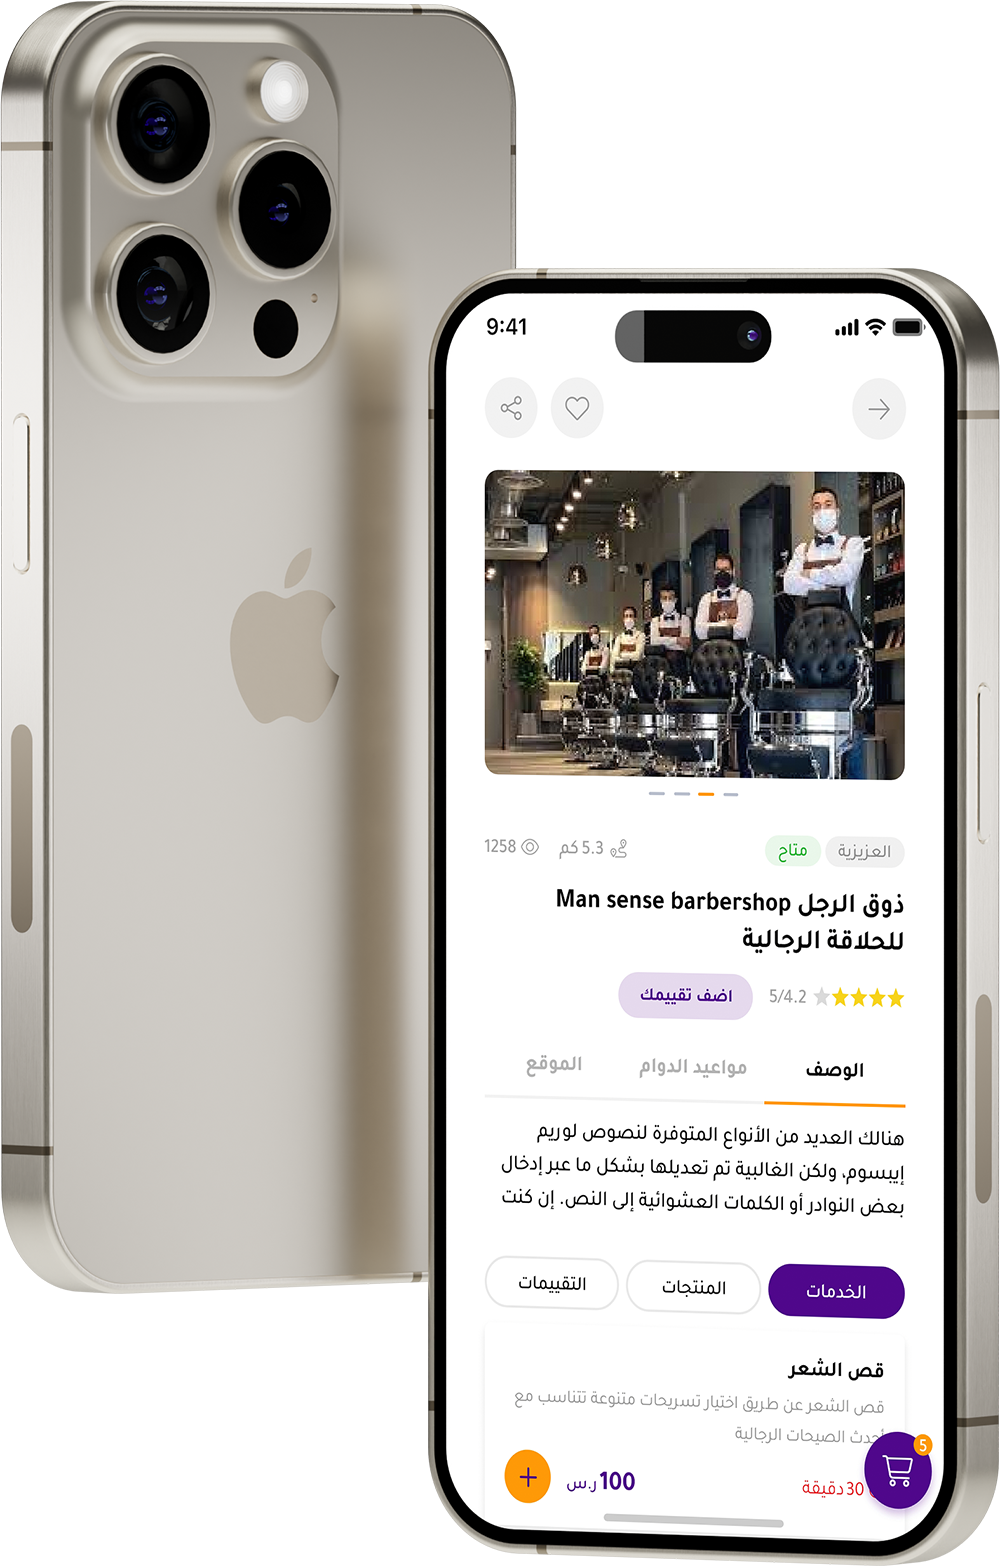 9:41
العزيزية
متاح
5.3 كم
1258
ذوق الرجل Man sense barbershop
للحلاقة الرجالية
5/4.2
اضف تقييمك
الوصف
مواعيد الدوام
الموقع
هنالك العديد من الأنواع المتوفرة لنصوص لوريم
إيبسوم، ولكن الغالبية تم تعديلها بشكل ما عبر إدخال
بعض النوادر أو الكلمات العشوائية إلى النص. إن كنت
الخدمات
المنتجات
التقييمات
قص الشعر
قص الشعر عن طريق اختيار تسريحات متنوعة تتناسب مع
أحدث الصيحات الرجالية
5
30 دقيقة
100 ر.س
+